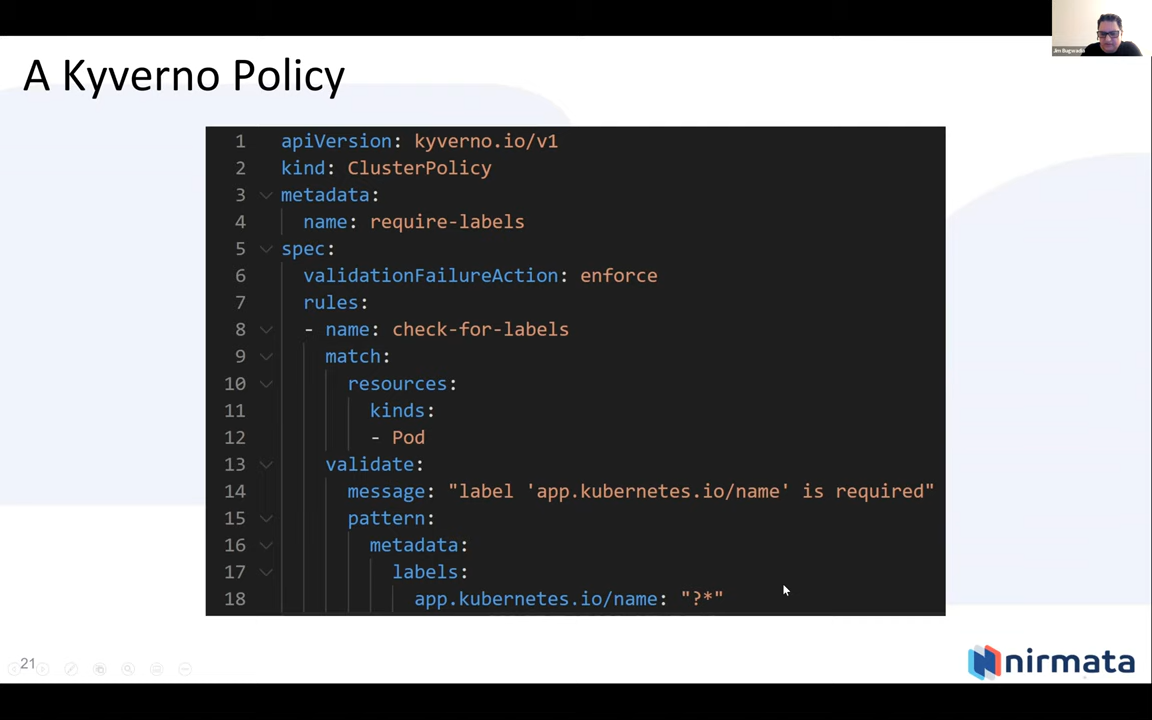 A Kyverno Policy
Jim Bugwadia
1 apiVersion: kyverno.io/v1
2 kind: ClusterPolicy
3 metadata:
4 name: require-labels
5 spec:
6 validationFailureAction: enforce
7 rules:
8 - name: check-for-labels
9 match:
10 resources:
11 kinds:
12 - Pod
13 validate:
14 message: "label 'app.kubernetes.io/name' is required"
15 pattern:
16 metadata:
17 labels:
18 app.kubernetes.io/name: "?*"
21
nirmata